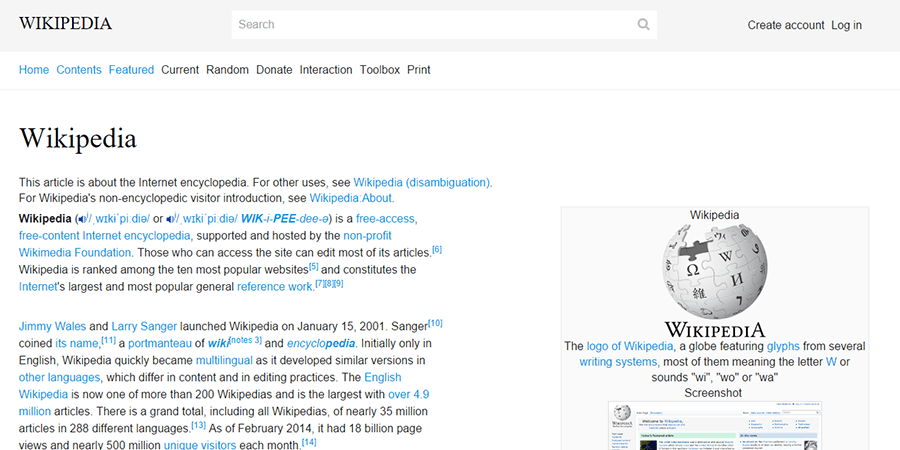 WIKIPEDIA
Search
Create account Log in
Home Contents Featured Current Random Donate Interaction Toolbox Print
Wikipedia
This article is about the Internet encyclopedia. For other uses, see Wikipedia (disambiguation).
For Wikipedia's non-encyclopedic visitor introduction, see Wikipedia:About.
Wikipedia (/ˌwɪkiˈpiːdiə/ or /ˌwɪkiˈpiːdiə/ WIK-i-PEE-dee-ə) is a free-access,
free-content Internet encyclopedia, supported and hosted by the non-profit
Wikimedia Foundation. Those who can access the site can edit most of its articles.[6]
Wikipedia is ranked among the ten most popular websites[5] and constitutes the
Internet's largest and most popular general reference work.[7][8][9]
Jimmy Wales and Larry Sanger launched Wikipedia on January 15, 2001. Sanger[10]
coined its name,[11] a portmanteau of wiki[notes 3] and encyclopedia. Initially only in
English, Wikipedia quickly became multilingual as it developed similar versions in
other languages, which differ in content and in editing practices. The English
Wikipedia is now one of more than 200 Wikipedias and is the largest with over 4.9
million articles. There is a grand total, including all Wikipedias, of nearly 35 million
articles in 288 different languages.[13] As of February 2014, it had 18 billion page
views and nearly 500 million unique visitors each month.[14]
Wikipedia
Ω W И
維
WIKIPEDIA
The logo of Wikipedia, a globe featuring glyphs from several
writing systems, most of them meaning the letter W or
sounds "wi", "wo" or "wa"
Screenshot
Welcome to Wikipedia